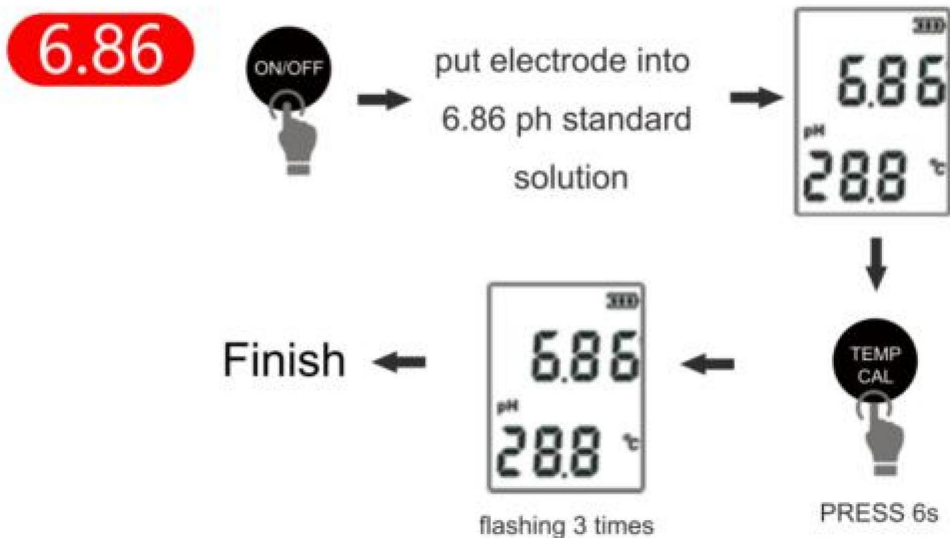 6.86
ON/OFF
put electrode into
6.86 ph standard
solution
6.86
pH
28.8 °C
TEMP
CAL
PRESS 6s
6.86
pH
28.8 °C
flashing 3 times
Finish